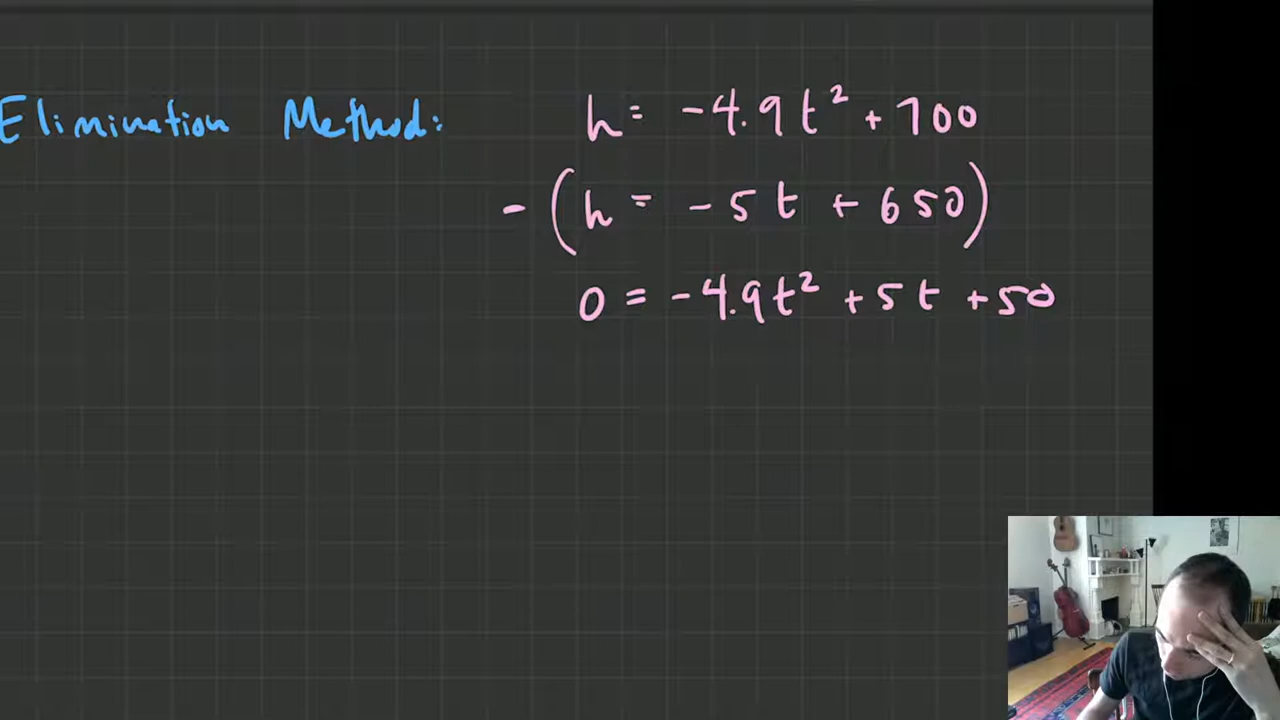 Elimination Method:
h = -4.9t² + 700
- (h = -5t + 650)
0 = -4.9t² + 5t + 50